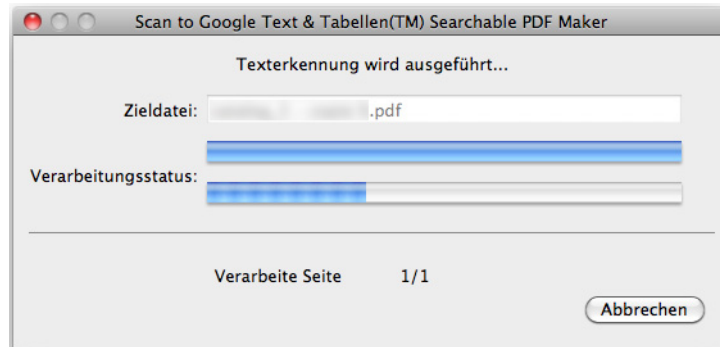 Scan to Google Text & Tabellen(TM) Searchable PDF Maker
Texterkennung wird ausgeführt...
Zieldatei: .pdf
Verarbeitungsstatus:
Verarbeite Seite 1/1
Abbrechen